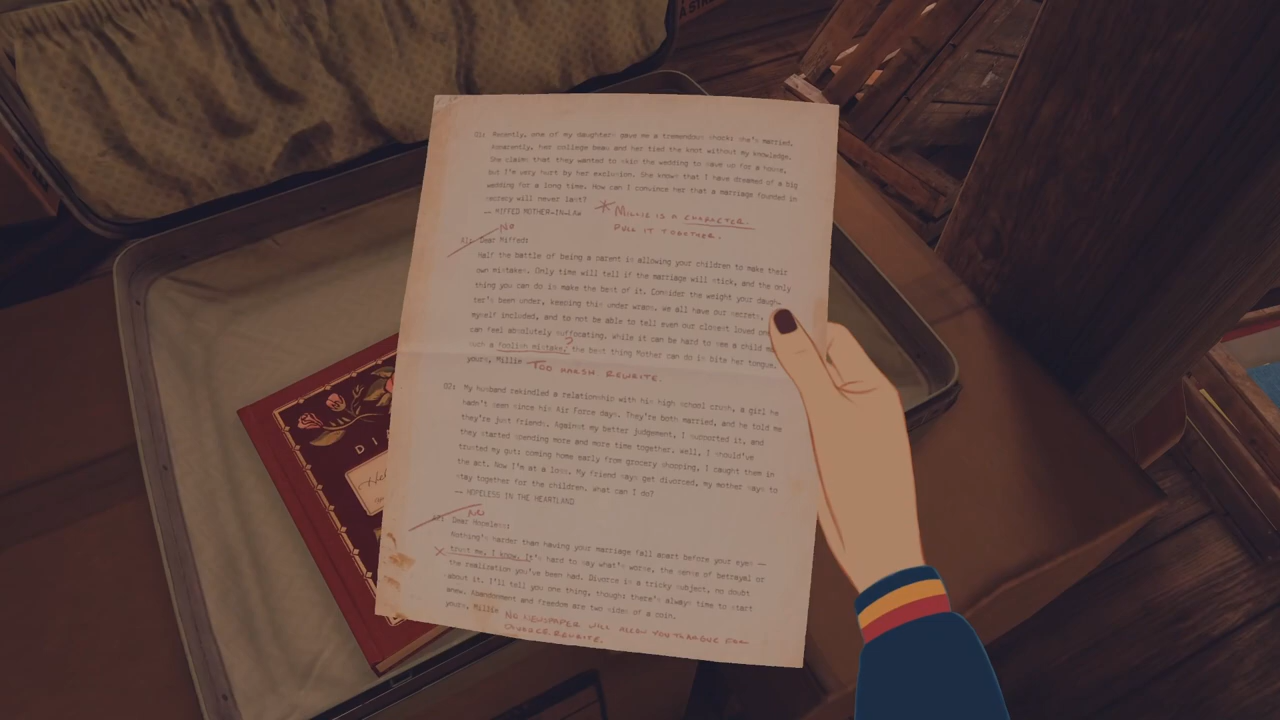 A STRE
Q1: Recently, one of my daughters gave me a tremendous shock: she's married.
Apparently, her college beau and her tied the knot without my knowledge.
She claims that they wanted to skip the wedding to save up for a house,
but I'm very hurt by her exclusion. She knows that I have dreamed of a big
wedding for a long time. How can I convince her that a marriage founded in
secrecy will never last?
— MIFFED MOTHER-IN-LAW
* MILLIE IS A CHARACTER.
PULL IT TOGETHER.
NO
A1: Dear Miffed:
Half the battle of being a parent is allowing your children to make their
own mistakes. Only time will tell if the marriage will stick, and the only
thing you can do is make the best of it. Consider the weight your daugh-
ter's been under, keeping this under wraps. We all have our secrets,
myself included, and to not be able to tell even our closest loved one
can feel absolutely suffocating. While it can be hard to see a child m
such a foolish mistake, the best thing Mother can do is bite her tongue.
?
yours, Millie TOO HARSH REWRITE.
Q2: My husband rekindled a relationship with his high school crush, a girl he
hadn't seen since his Air Force days. They're both married, and he told me
they're just friends. Against my better judgement, I supported it, and
they started spending more and more time together. Well, I should've
trusted my gut: coming home early from grocery shopping, I caught them in
the act. Now I'm at a loss. My friend says get divorced, my mother says to
stay together for the children. What can I do?
— HOPELESS IN THE HEARTLAND
NO
A2: Dear Hopeless:
Nothing's harder than having your marriage fall apart before your eyes —
X trust me, I know. It's hard to say what's worse, the sense of betrayal or
the realization you've been had. Divorce is a tricky subject, no doubt
about it. I'll tell you one thing, though: there's always time to start
anew. Abandonment and freedom are two sides of a coin.
yours, Millie NO NEWSPAPER WILL ALLOW YOU TO ARGUE FOR
DIVORCE. REWRITE.
DIA